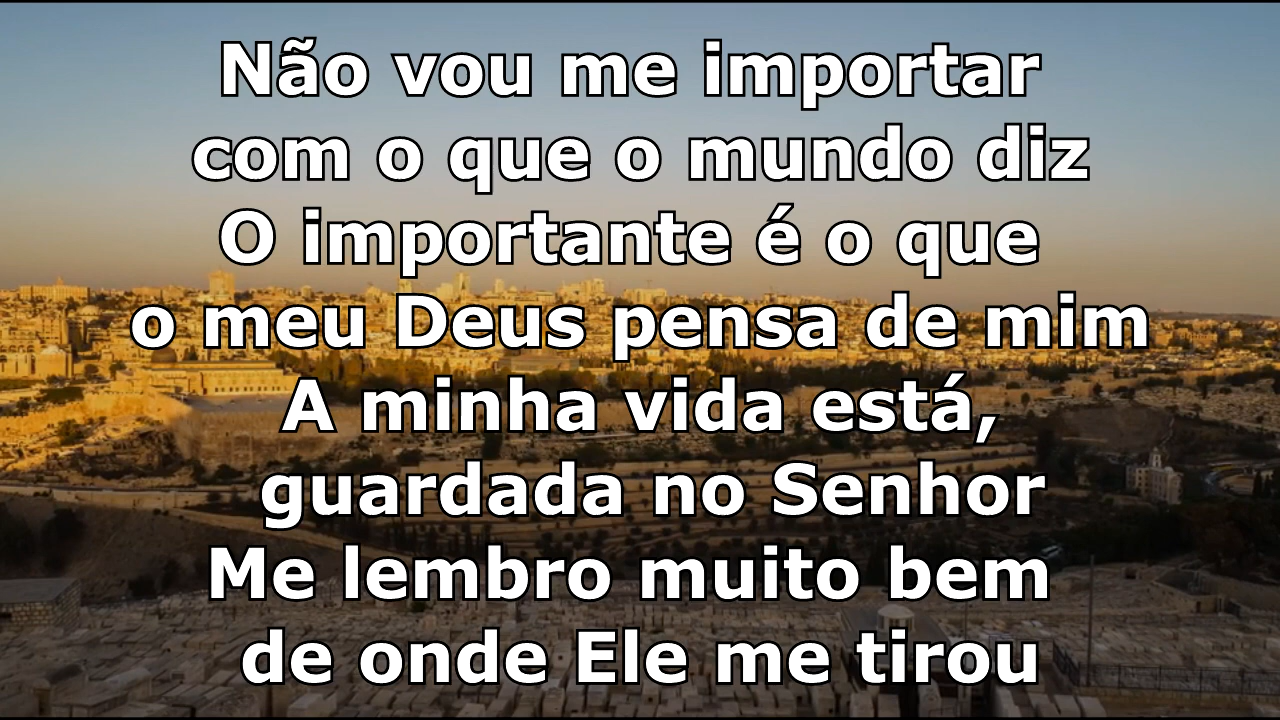 Não vou me importar
com o que o mundo diz
O importante é o que
o meu Deus pensa de mim
A minha vida está,
guardada no Senhor
Me lembro muito bem
de onde Ele me tirou